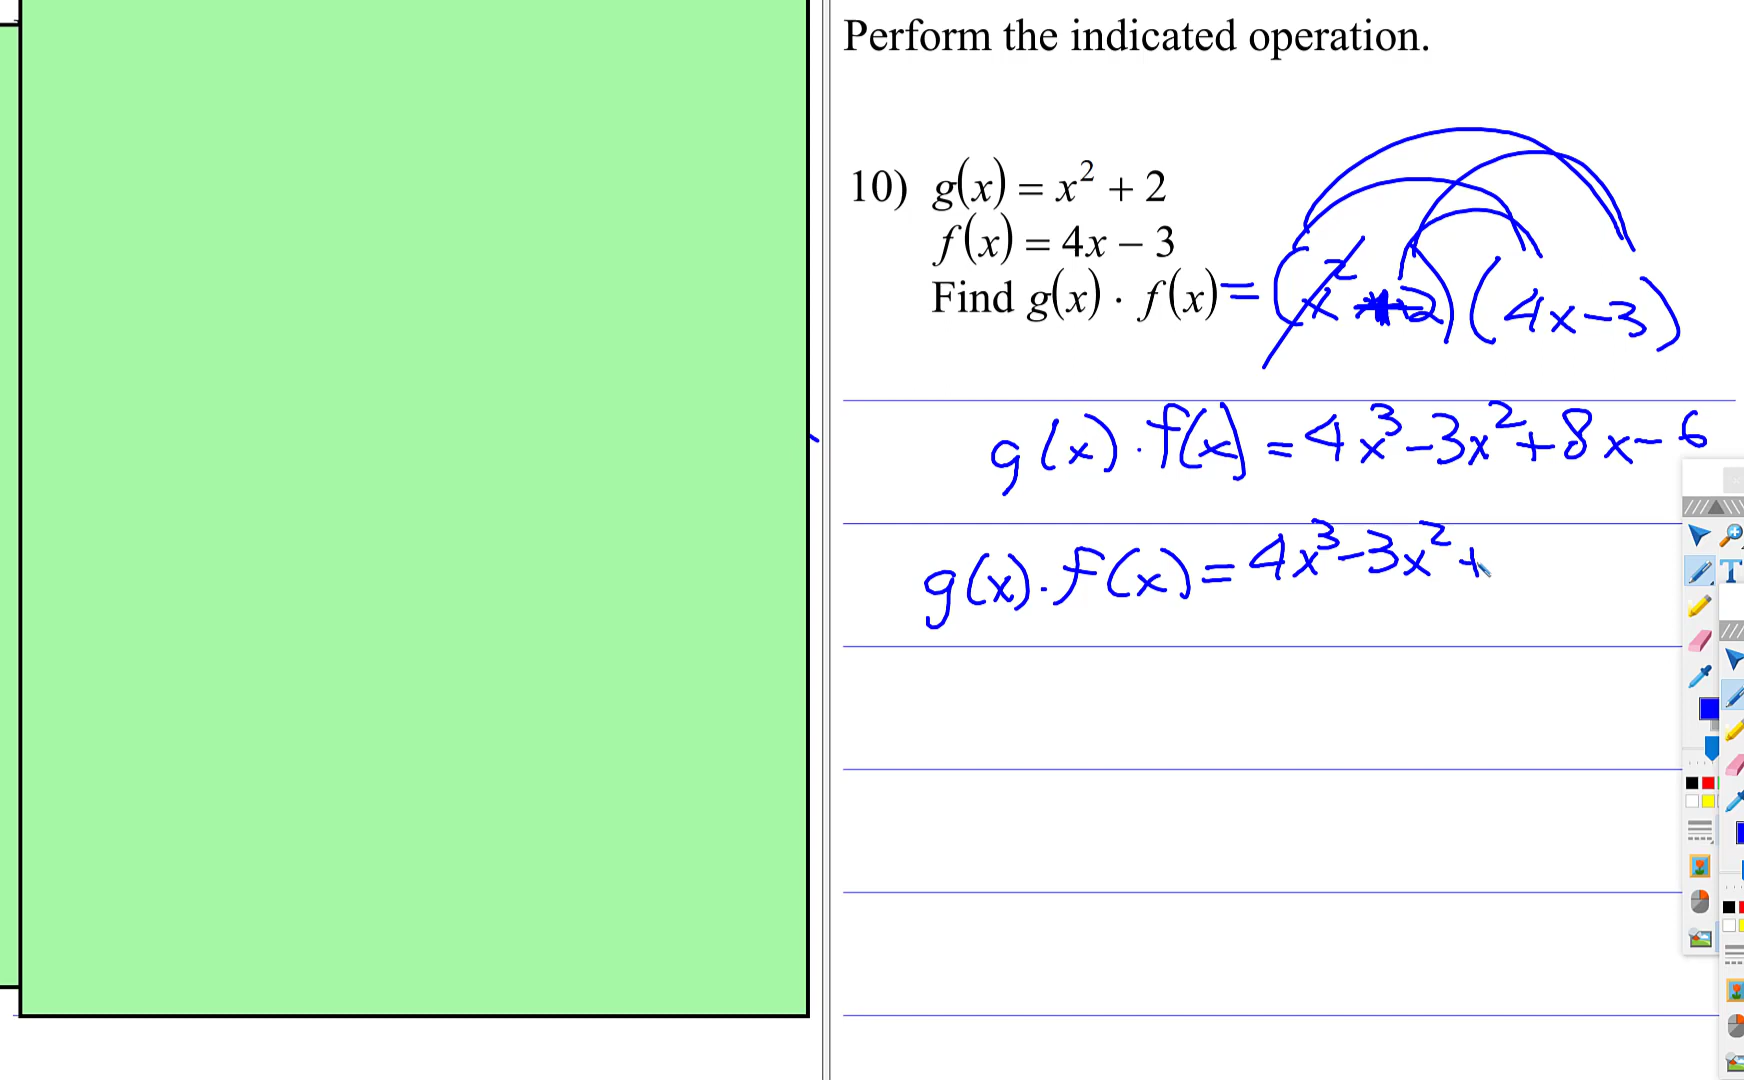 Perform the indicated operation.
10) g(x) = x² + 2
f(x) = 4x − 3
Find g(x) · f(x) = (x² + 2)(4x − 3)
g(x) · f(x) = 4x³ − 3x² + 8x − 6
g(x) · f(x) = 4x³ − 3x² +
T